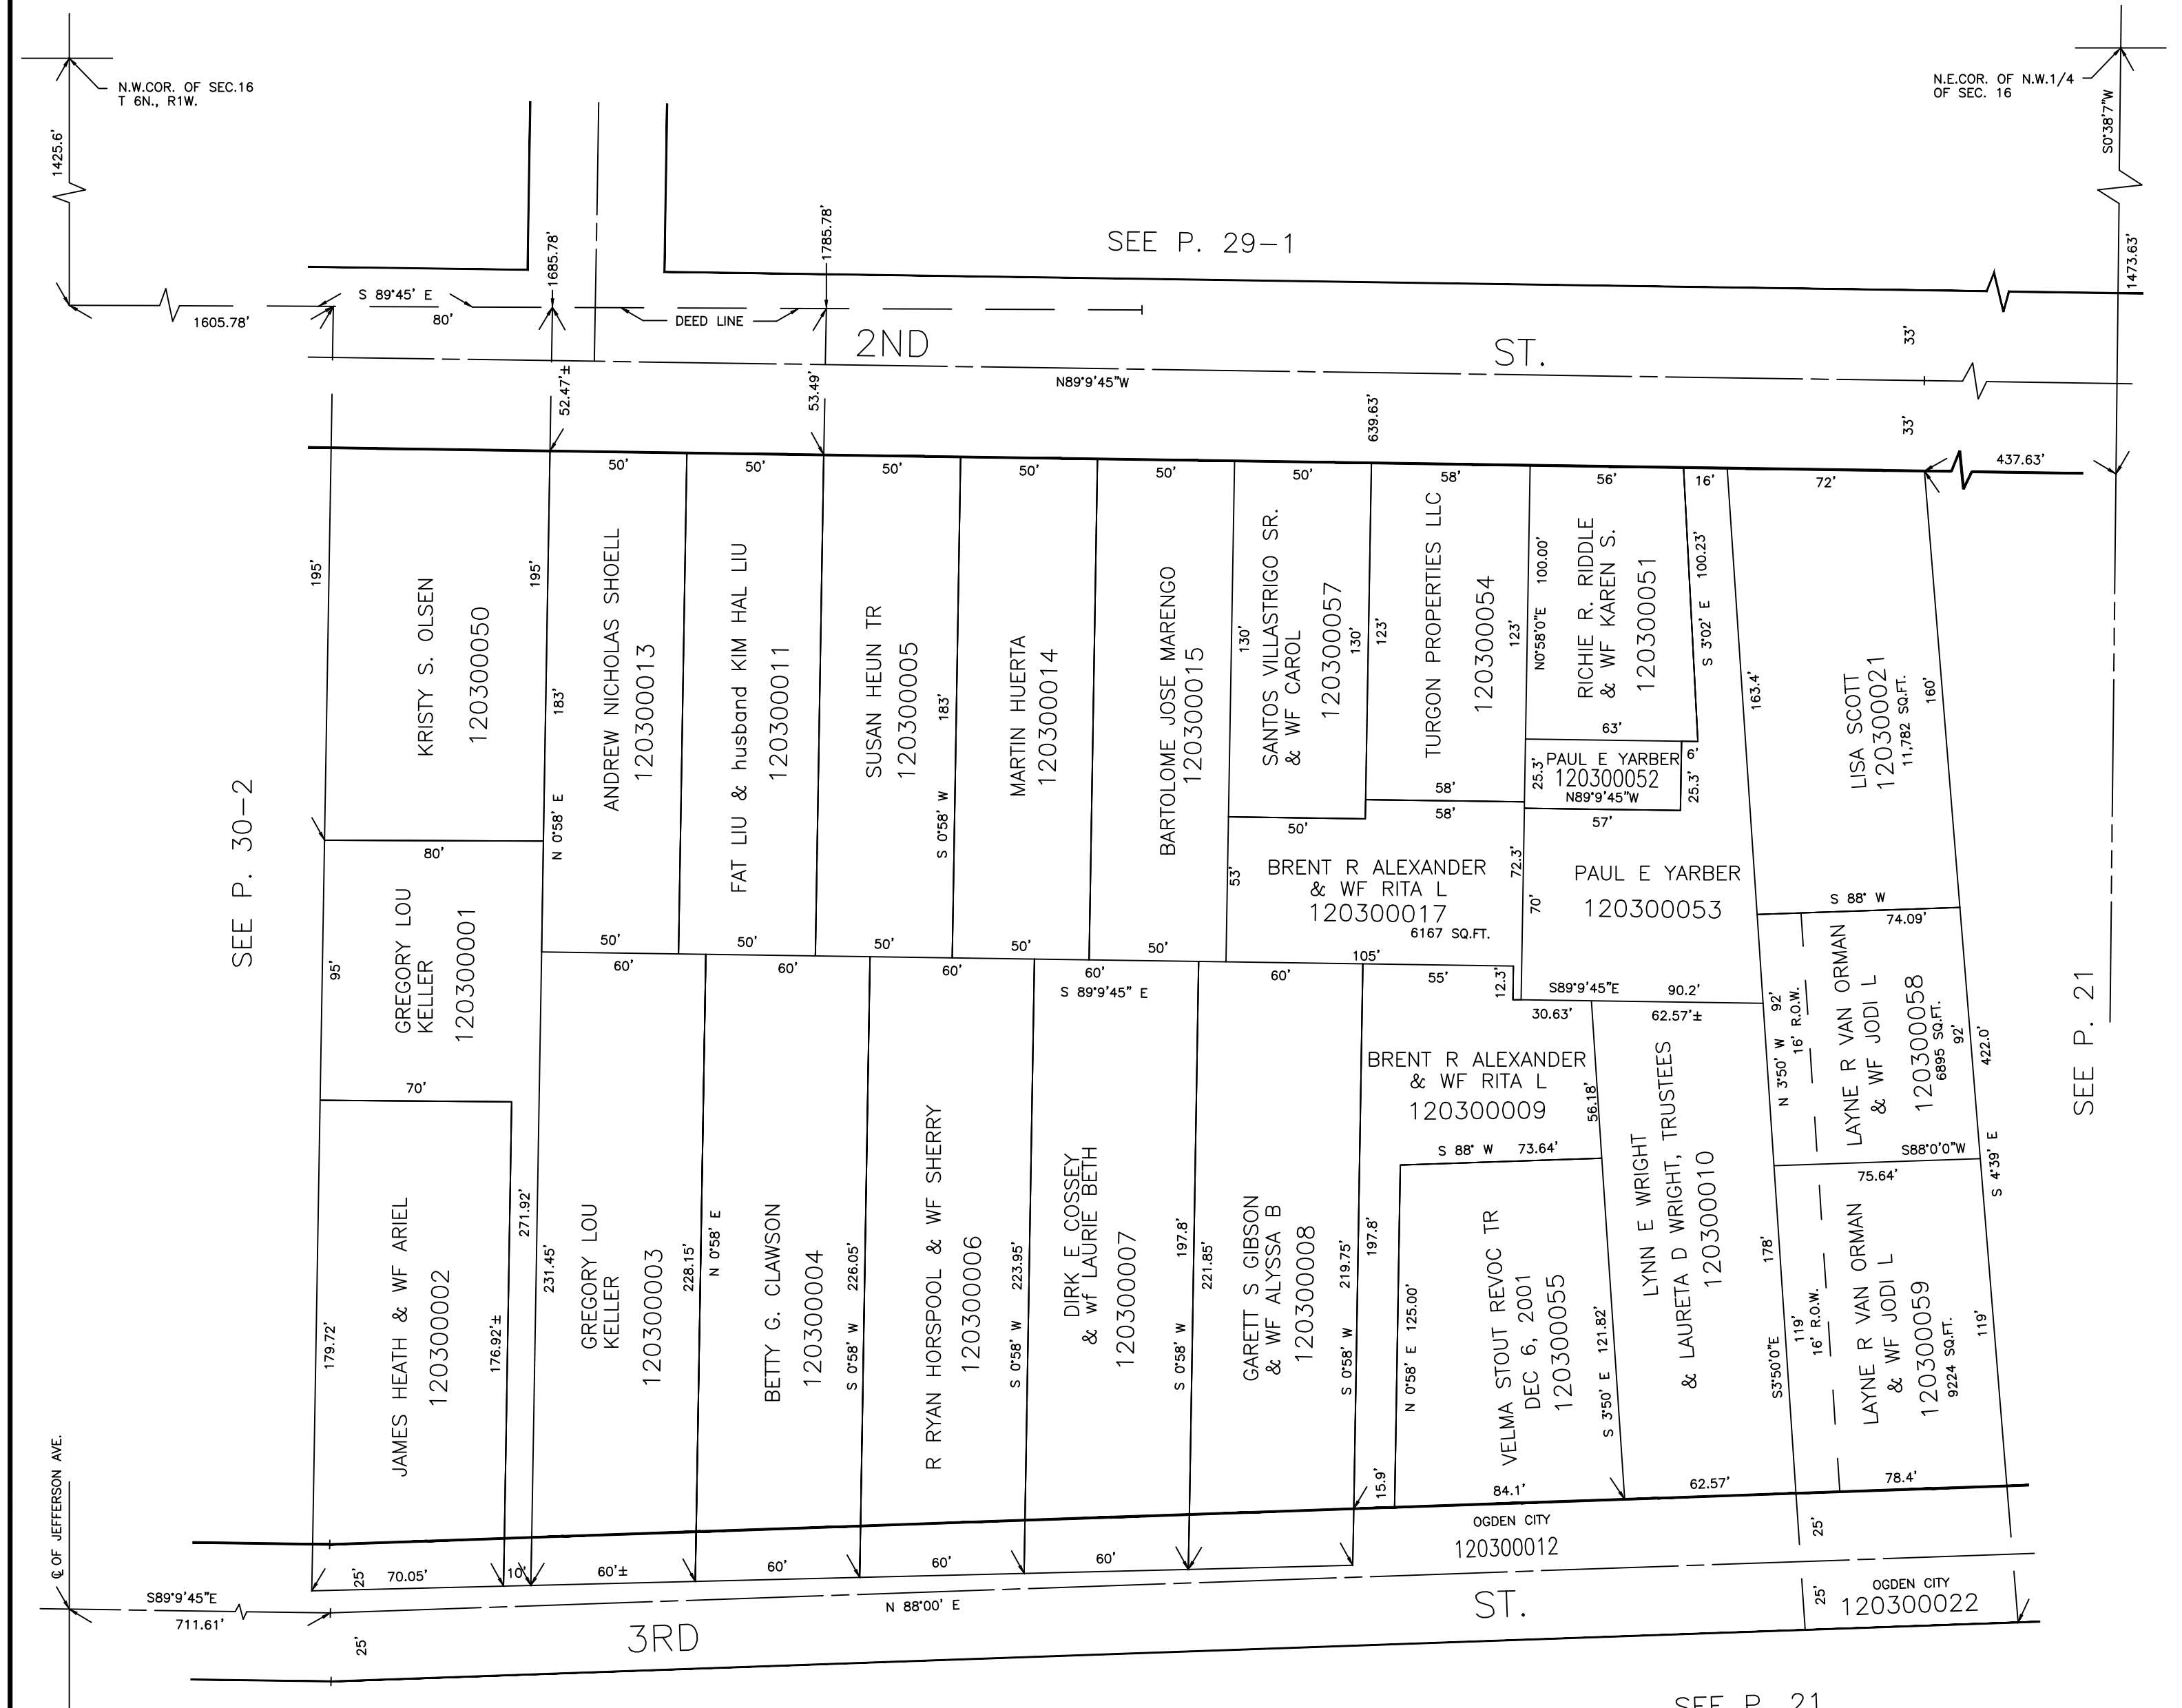 N.W.COR. OF SEC.16
T 6N., R1W.
N.E.COR. OF N.W.1/4
OF SEC. 16
1425.6'
S0°38'7"W
1473.63'
SEE P. 29-1
1685.78'
1785.78'
S 89°45' E
1605.78'
80'
DEED LINE
2ND
ST.
33'
N89°9'45"W
52.47'±
53.49'
639.63'
33'
437.63'
50'
50'
50'
50'
50'
50'
58'
56'
16'
72'
195'
KRISTY S. OLSEN
120300050
195'
183'
N 0°58' E
ANDREW NICHOLAS SHOELL
120300013
FAT LIU & husband KIM HAL LIU
120300011
SUSAN HEUN TR
120300005
183'
S 0°58' W
MARTIN HUERTA
120300014
BARTOLOME JOSE MARENGO
120300015
130'
SANTOS VILLASTRIGO SR.
& WF CAROL
120300057
130'
123'
TURGON PROPERTIES LLC
120300054
123'
58'
N0°58'0"E 100.00'
RICHIE R. RIDDLE
& WF KAREN S.
120300051
S 3°02' E 100.23'
63'
6'
25.3'
PAUL E YARBER
120300052
N89°9'45"W
25.3'
57'
163.4'
LISA SCOTT
120300021
11,782 SQ.FT.
160'
S 88° W
74.09'
SEE P. 30-2
80'
GREGORY LOU
KELLER
120300001
95'
70'
50'
58'
53'
BRENT R ALEXANDER
& WF RITA L
120300017
6167 SQ.FT.
72.3'
105'
70'
PAUL E YARBER
120300053
50'
50'
50'
50'
50'
60'
60'
60'
60'
60'
55'
12.3'
S 89°9'45" E
S89°9'45"E
90.2'
30.63'
62.57'±
N 3°50' W 92'
16' R.O.W.
LAYNE R VAN ORMAN
& WF JODI L
120300058
6895 SQ.FT.
92'
422.0'
S88°0'0"W
75.64'
S 4°39' E
SEE P. 21
179.72'
JAMES HEATH & WF ARIEL
120300002
176.92'±
271.92'
231.45'
GREGORY LOU
KELLER
120300003
228.15'
N 0°58' E
BETTY G. CLAWSON
120300004
S 0°58' W 226.05'
R RYAN HORSPOOL & WF SHERRY
120300006
S 0°58' W 223.95'
DIRK E COSSEY
& wf LAURIE BETH
120300007
S 0°58' W 197.8'
221.85'
GARETT S GIBSON
& WF ALYSSA B
120300008
S 0°58' W 219.75'
197.8'
BRENT R ALEXANDER
& WF RITA L
120300009
56.18'
S 88° W 73.64'
N 0°58' E 125.00'
15.9'
VELMA STOUT REVOC TR
DEC 6, 2001
120300055
84.1'
S 3°50' E 121.82'
LYNN E WRIGHT
& LAURETA D WRIGHT, TRUSTEES
120300010
62.57'
178'
S3°50'0"E
119'
16' R.O.W.
LAYNE R VAN ORMAN
& WF JODI L
120300059
9224 SQ.FT.
119'
78.4'
℄ OF JEFFERSON AVE.
S89°9'45"E
711.61'
25'
70.05'
10'
60'±
60'
60'
60'
OGDEN CITY
120300012
25'
N 88°00' E
25'
3RD
ST.
25'
OGDEN CITY
120300022
SEE P. 21